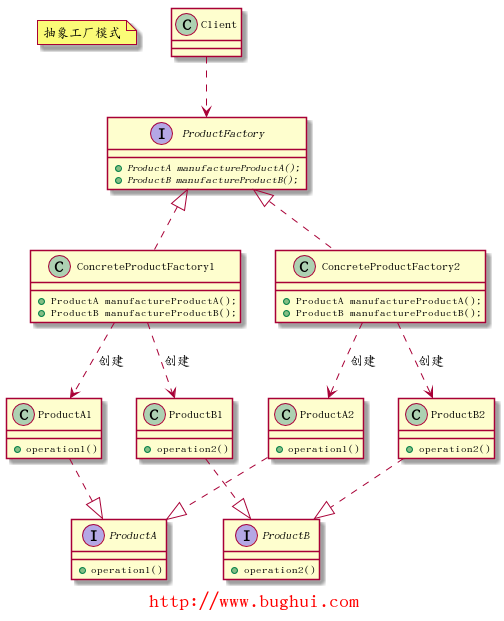 抽象工厂模式
C Client
I ProductFactory
ProductA manufactureProductA();
ProductB manufactureProductB();
C ConcreteProductFactory1
ProductA manufactureProductA();
ProductB manufactureProductB();
C ConcreteProductFactory2
ProductA manufactureProductA();
ProductB manufactureProductB();
创建
创建
创建
创建
C ProductA1
operation1()
C ProductB1
operation2()
C ProductA2
operation1()
C ProductB2
operation2()
I ProductA
operation1()
I ProductB
operation2()
http://www.bughui.com